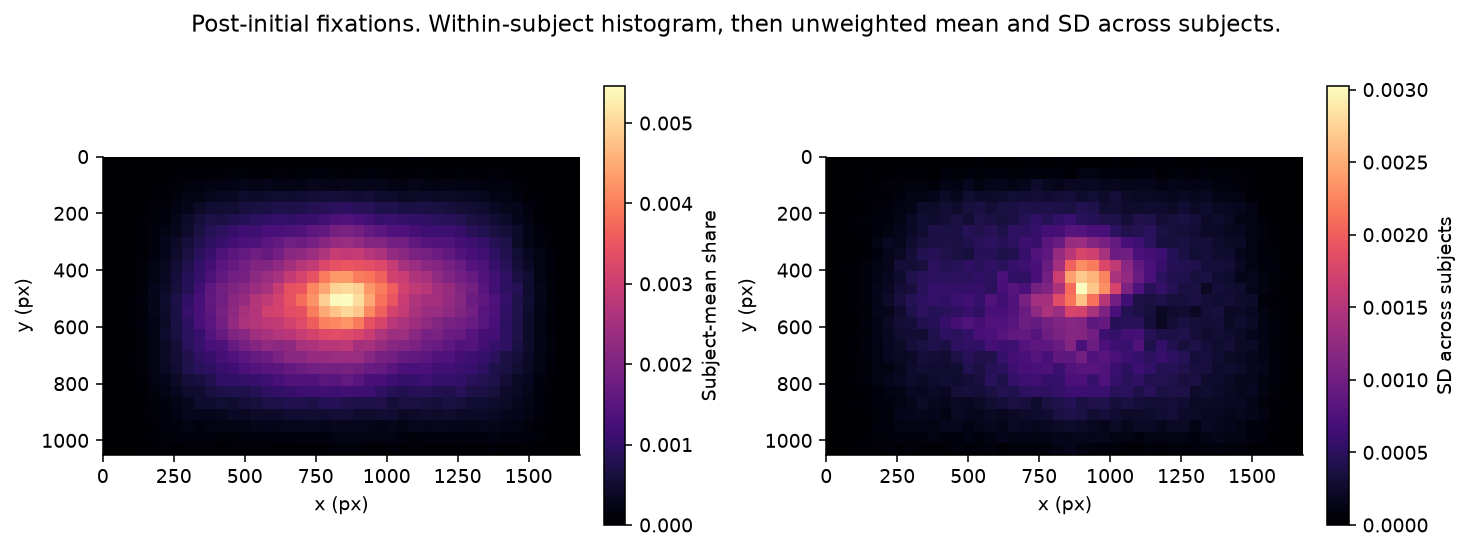 Post-initial fixations. Within-subject histogram, then unweighted mean and SD across subjects.
0
200
400
600
800
1000
y (px)
0 250 500 750 1000 1250 1500
x (px)
0.005
0.004
0.003
0.002
0.001
0.000
Subject-mean share
0
200
400
600
800
1000
y (px)
0 250 500 750 1000 1250 1500
x (px)
0.0030
0.0025
0.0020
0.0015
0.0010
0.0005
0.0000
SD across subjects